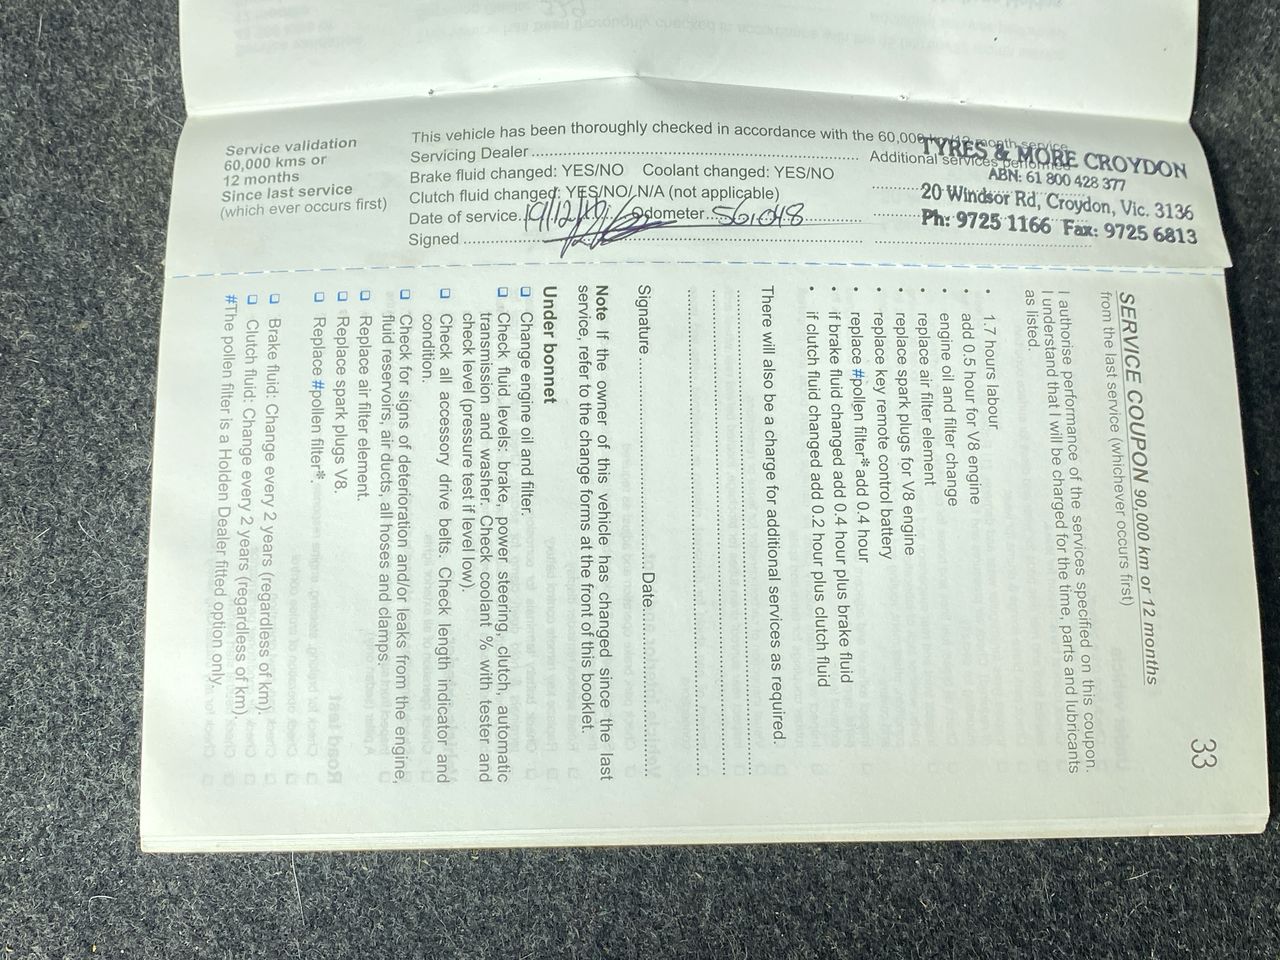 Service validation
60,000 kms or
12 months
Since last service
(which ever occurs first)
This vehicle has been thoroughly checked in accordance with the 60,000 km/12 month service.
Servicing Dealer
Additional services performed
Brake fluid changed: YES/NO Coolant changed: YES/NO
Clutch fluid changed: YES/NO/ N/A (not applicable)
Date of service. 19/12/ Odometer 56,048
Signed
TYRES & MORE CROYDON
ABN: 61 800 428 377
20 Windsor Rd, Croydon, Vic. 3136
Ph: 9725 1166 Fax: 9725 6813
33
SERVICE COUPON 90,000 km or 12 months
from the last service (whichever occurs first)
I authorise performance of the services specified on this coupon.
I understand that I will be charged for the time, parts and lubricants
as listed.
• 1.7 hours labour
• add 0.5 hour for V8 engine
• engine oil and filter change
• replace air filter element
• replace spark plugs for V8 engine
• replace key remote control battery
• replace #pollen filter* add 0.4 hour
• if brake fluid changed add 0.4 hour plus brake fluid
• if clutch fluid changed add 0.2 hour plus clutch fluid
There will also be a charge for additional services as required.
Signature Date
Note If the owner of this vehicle has changed since the last
service, refer to the change forms at the front of this booklet.
Under bonnet
❑ Change engine oil and filter.
❑ Check fluid levels: brake, power steering, clutch, automatic
transmission and washer. Check coolant % with tester and
check level (pressure test if level low).
❑ Check all accessory drive belts. Check length indicator and
condition.
❑ Check for signs of deterioration and/or leaks from the engine,
fluid reservoirs, air ducts, all hoses and clamps.
❑ Replace air filter element.
❑ Replace spark plugs V8.
❑ Replace #pollen filter*.
❑ Brake fluid: Change every 2 years (regardless of km).
❑ Clutch fluid: Change every 2 years (regardless of km).
#The pollen filter is a Holden Dealer fitted option only.